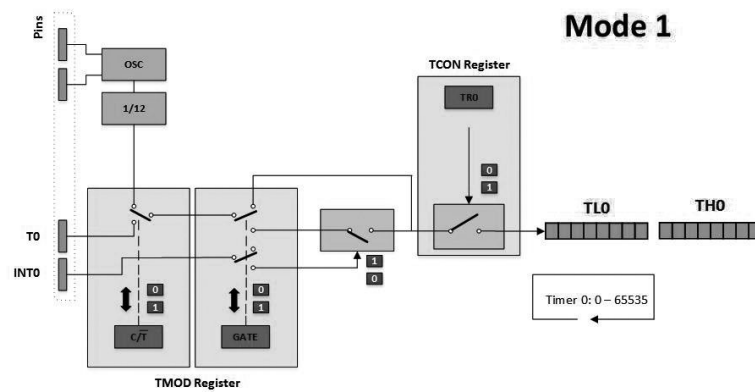 Mode 1
Pins
OSC
1/12
TCON Register
TR0
0
1
TL0
TH0
T0
INT0
1
0
0
1
0
1
C/T̅
GATE
Timer 0: 0 – 65535
TMOD Register